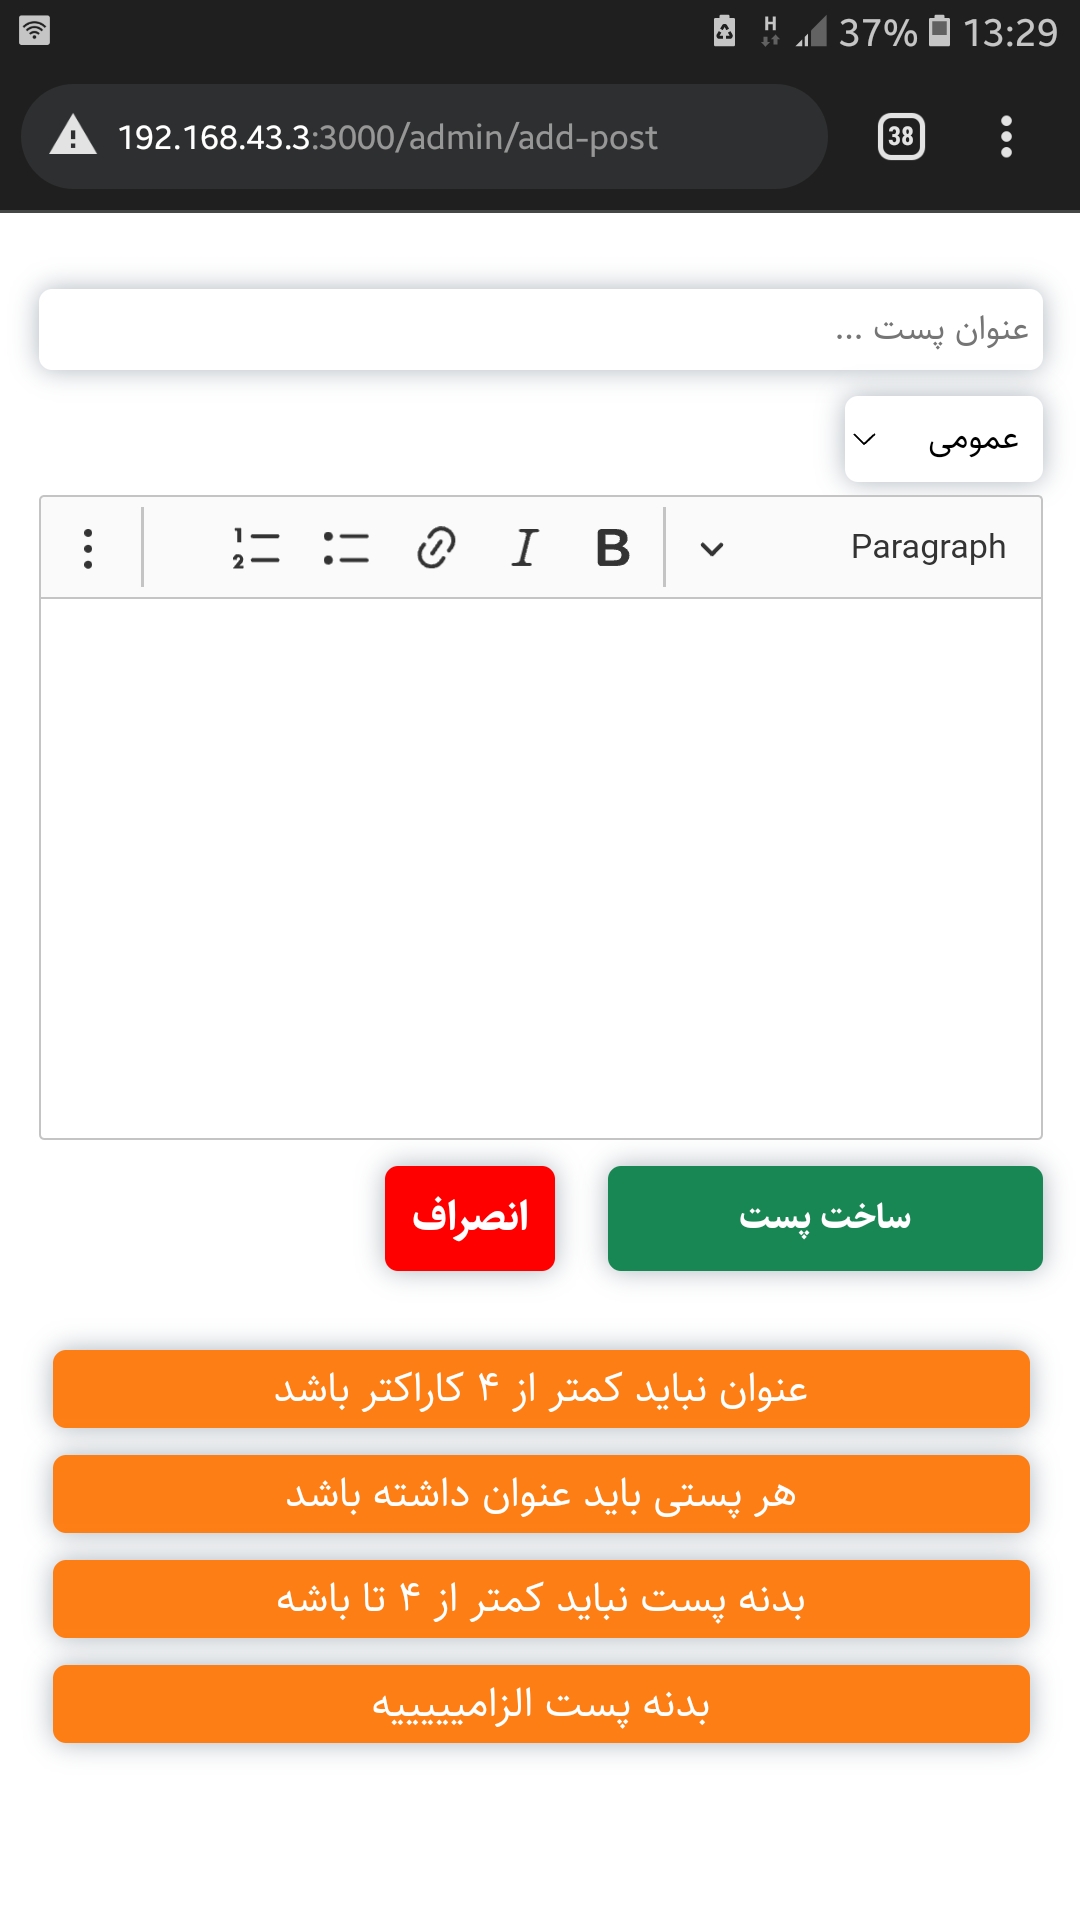 37% 13:29
192.168.43.3:3000/admin/add-post 38
عنوان پست ...
عمومی
Paragraph B I
ساخت پست انصراف
عنوان نباید کمتر از ۴ کاراکتر باشد
هر پستی باید عنوان داشته باشد
بدنه پست نباید کمتر از ۴ تا باشه
بدنه پست الزامیییییه